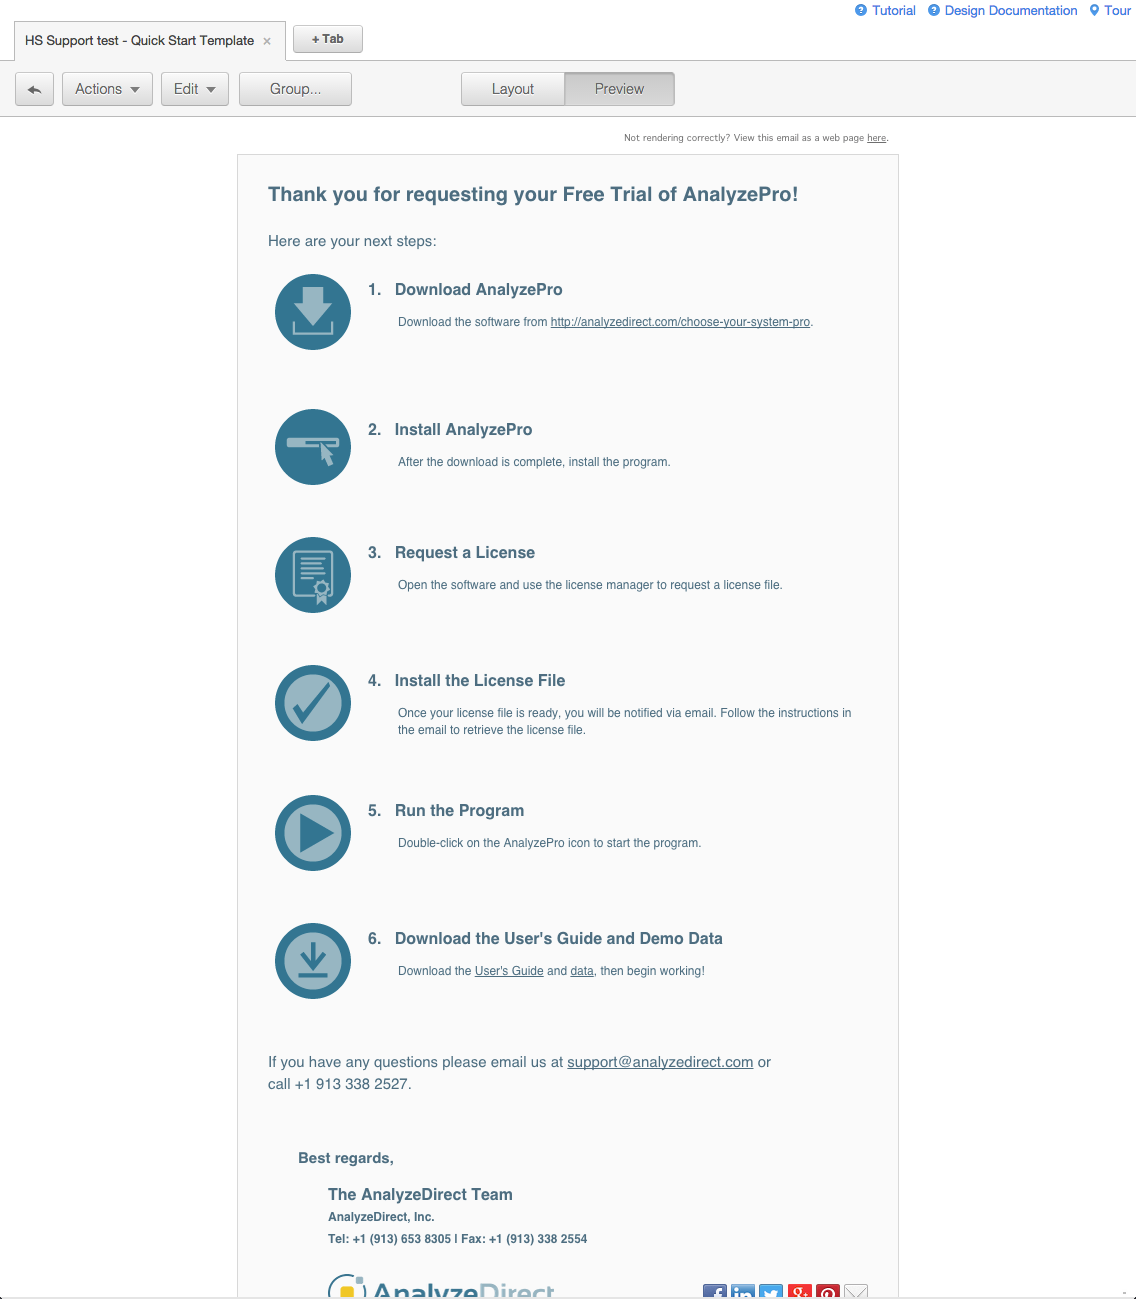 Tutorial Design Documentation Tour
HS Support test - Quick Start Template × + Tab
Actions Edit Group... Layout Preview
Not rendering correctly? View this email as a web page here.
Thank you for requesting your Free Trial of AnalyzePro!
Here are your next steps:
1. Download AnalyzePro
Download the software from http://analyzedirect.com/choose-your-system-pro.
2. Install AnalyzePro
After the download is complete, install the program.
3. Request a License
Open the software and use the license manager to request a license file.
4. Install the License File
Once your license file is ready, you will be notified via email. Follow the instructions in
the email to retrieve the license file.
5. Run the Program
Double-click on the AnalyzePro icon to start the program.
6. Download the User's Guide and Demo Data
Download the User's Guide and data, then begin working!
If you have any questions please email us at support@analyzedirect.com or
call +1 913 338 2527.
Best regards,
The AnalyzeDirect Team
AnalyzeDirect, Inc.
Tel: +1 (913) 653 8305 | Fax: +1 (913) 338 2554
AnalyzeDirect